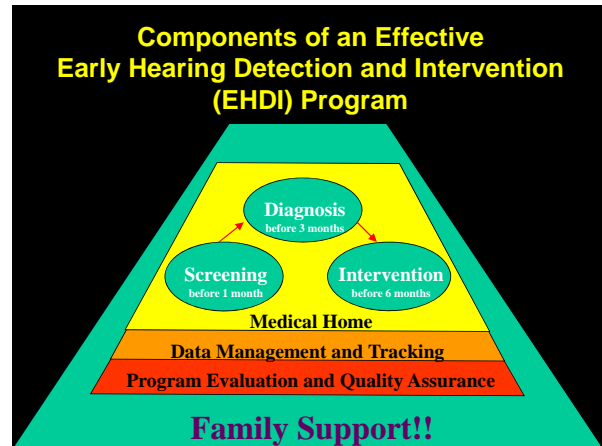 Components of an Effective
Early Hearing Detection and Intervention
(EHDI) Program
Diagnosis
before 3 months
Screening
before 1 month
Intervention
before 6 months
Medical Home
Data Management and Tracking
Program Evaluation and Quality Assurance
Family Support!!